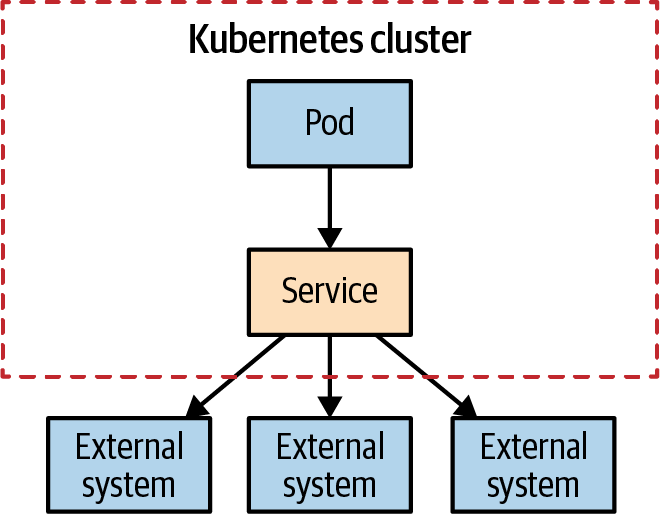 Kubernetes cluster
Pod
Service
External
system
External
system
External
system